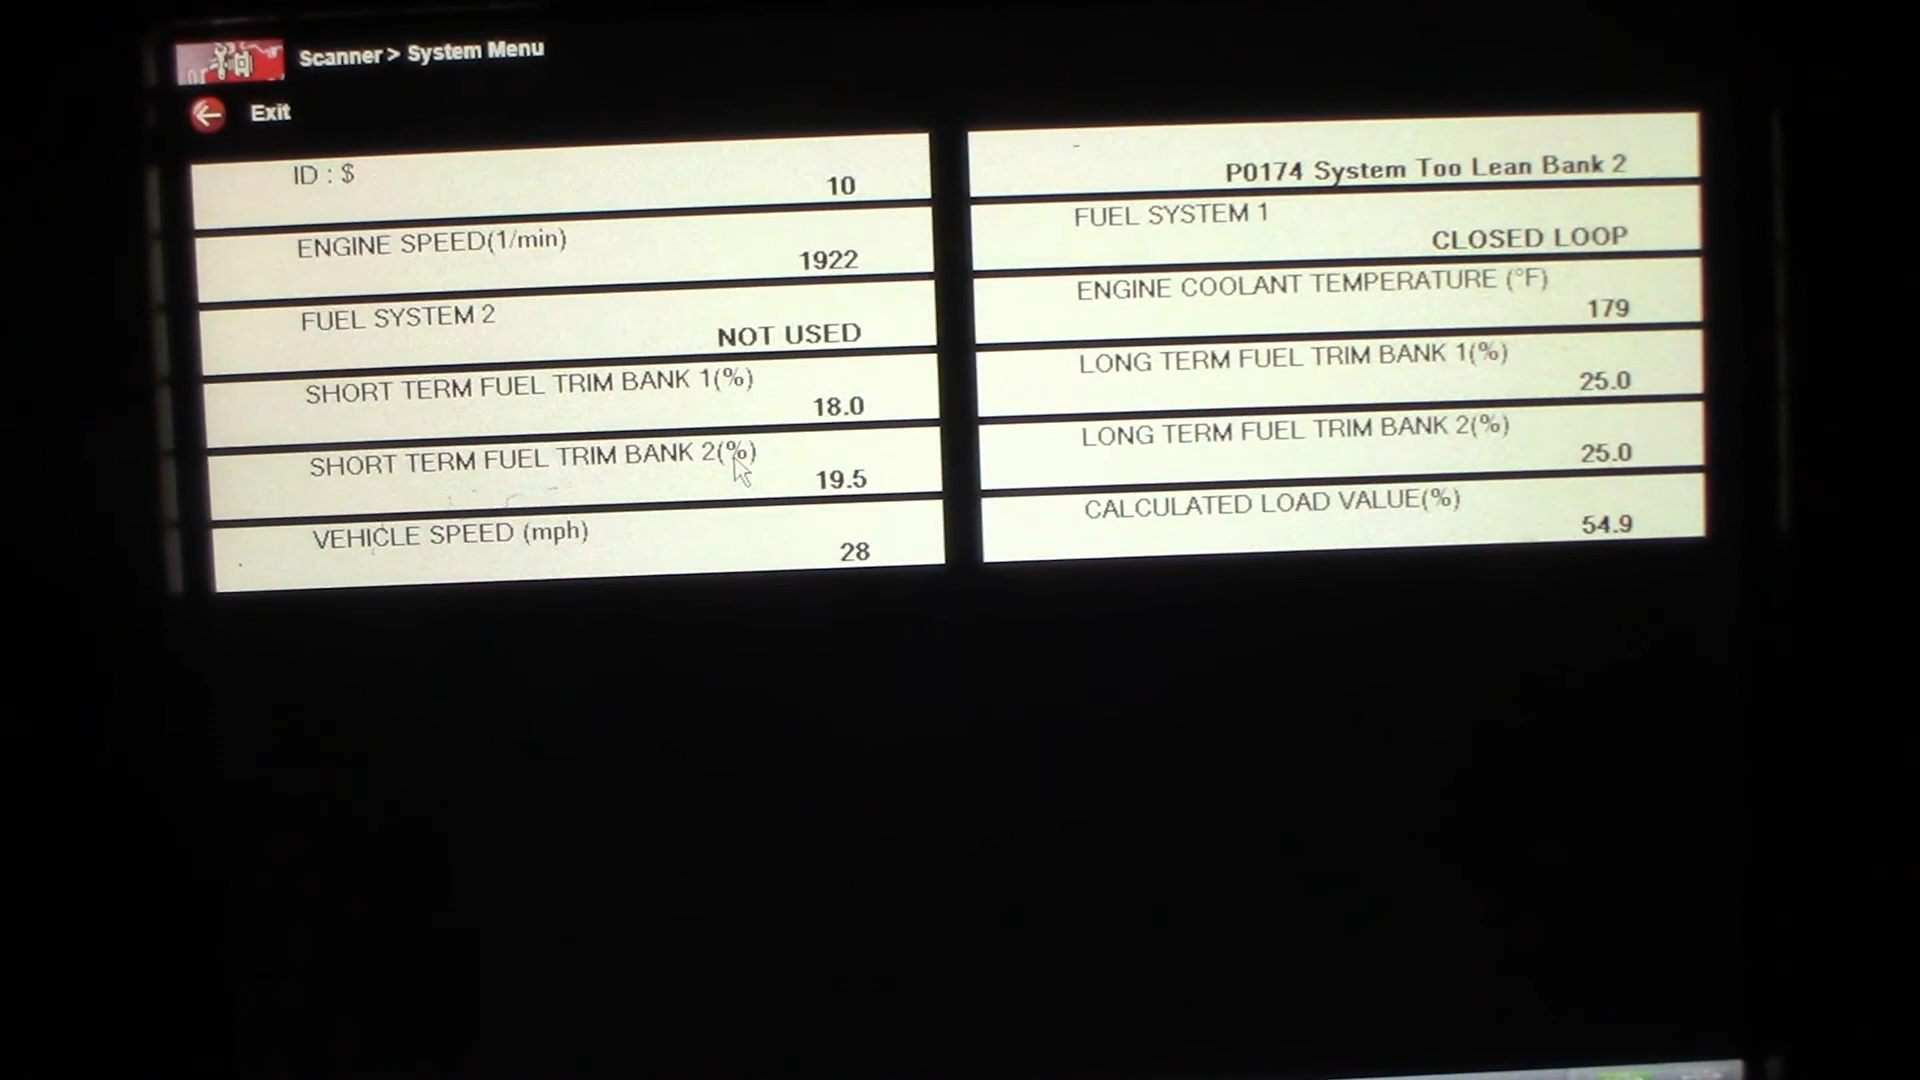 Scanner > System Menu
Exit
ID : $
10
P0174 System Too Lean Bank 2
ENGINE SPEED(1/min)
1922
FUEL SYSTEM 1
CLOSED LOOP
FUEL SYSTEM 2
NOT USED
ENGINE COOLANT TEMPERATURE (°F)
179
SHORT TERM FUEL TRIM BANK 1(%)
18.0
LONG TERM FUEL TRIM BANK 1(%)
25.0
SHORT TERM FUEL TRIM BANK 2(%)
19.5
LONG TERM FUEL TRIM BANK 2(%)
25.0
VEHICLE SPEED (mph)
28
CALCULATED LOAD VALUE(%)
54.9